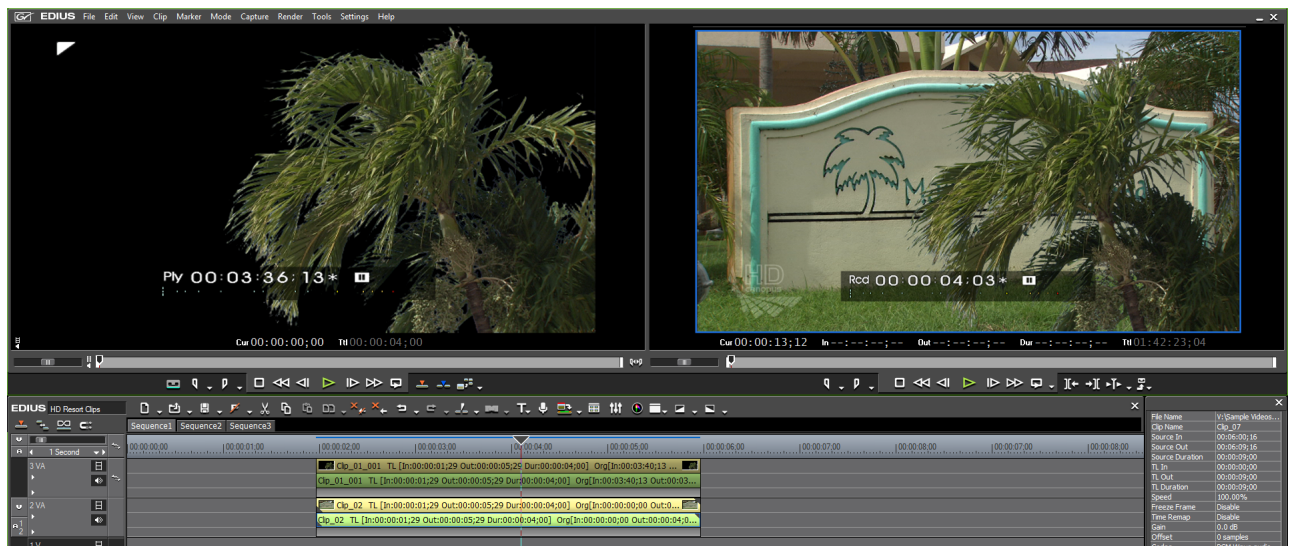 GV EDIUS File Edit View Clip Marker Mode Capture Render Tools Settings Help
Ply 00:03:36:13*
Cur 00:00:00;00 Ttl 00:00:04;00
M
HD
canopus
Rcd 00:00:04:03*
Cur 00:00:13;12 In --:--:--;-- Out --:--:--;-- Dur --:--:--;-- Ttl 01:42:23;04
EDIUS HD Resort Clips
Sequence1 Sequence2 Sequence3
1 Second
00:00:00;00 00:00:01;00 00:00:02;00 00:00:03;00 00:00:04;00 00:00:05;00 00:00:06;00 00:00:07;00 00:00:08;00 00:00:09;00 00:00:08;00
3 VA
Clip_01_001 TL [In:00:00:01;29 Out:00:00:05;29 Dur:00:00:04;00] Org[In:00:03:40;13 ...
Clip_01_001 TL [In:00:00:01;29 Out:00:00:05;29 Dur:00:00:04;00] Org[In:00:03:40;13 Out:00:03...
2 VA
Clip_02 TL [In:00:00:01;29 Out:00:00:05;29 Dur:00:00:04;00] Org[In:00:00:00;00 Out:0...
Clip_02 TL [In:00:00:01;29 Out:00:00:05;29 Dur:00:00:04;00] Org[In:00:00:00;00 Out:00:00:04;0...
A 1
2
1 V
File Name V:\Sample Videos...
Clip Name Clip_07
Source In 00:06:00;16
Source Out 00:06:09;16
Source Duration 00:00:09;00
TL In 00:00:00;00
TL Out 00:00:09;00
TL Duration 00:00:09;00
Speed 100.00%
Freeze Frame Disable
Time Remap Disable
Gain 0.0 dB
Offset 0 samples